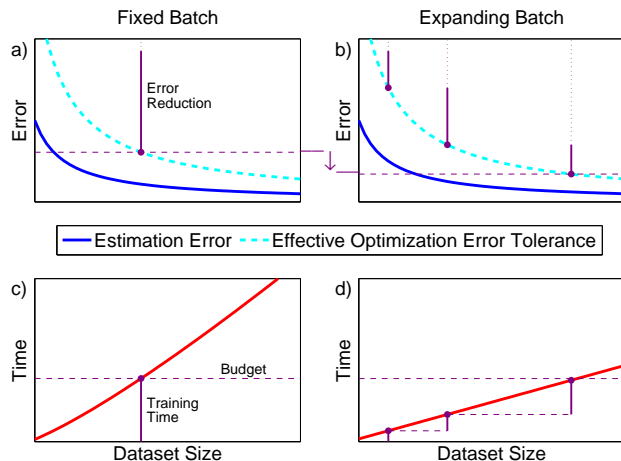 Fixed Batch
Expanding Batch
a)
b)
Error
Error
Reduction
Error
Estimation Error
Effective Optimization Error Tolerance
c)
d)
Time
Budget
Training
Time
Time
Dataset Size
Dataset Size